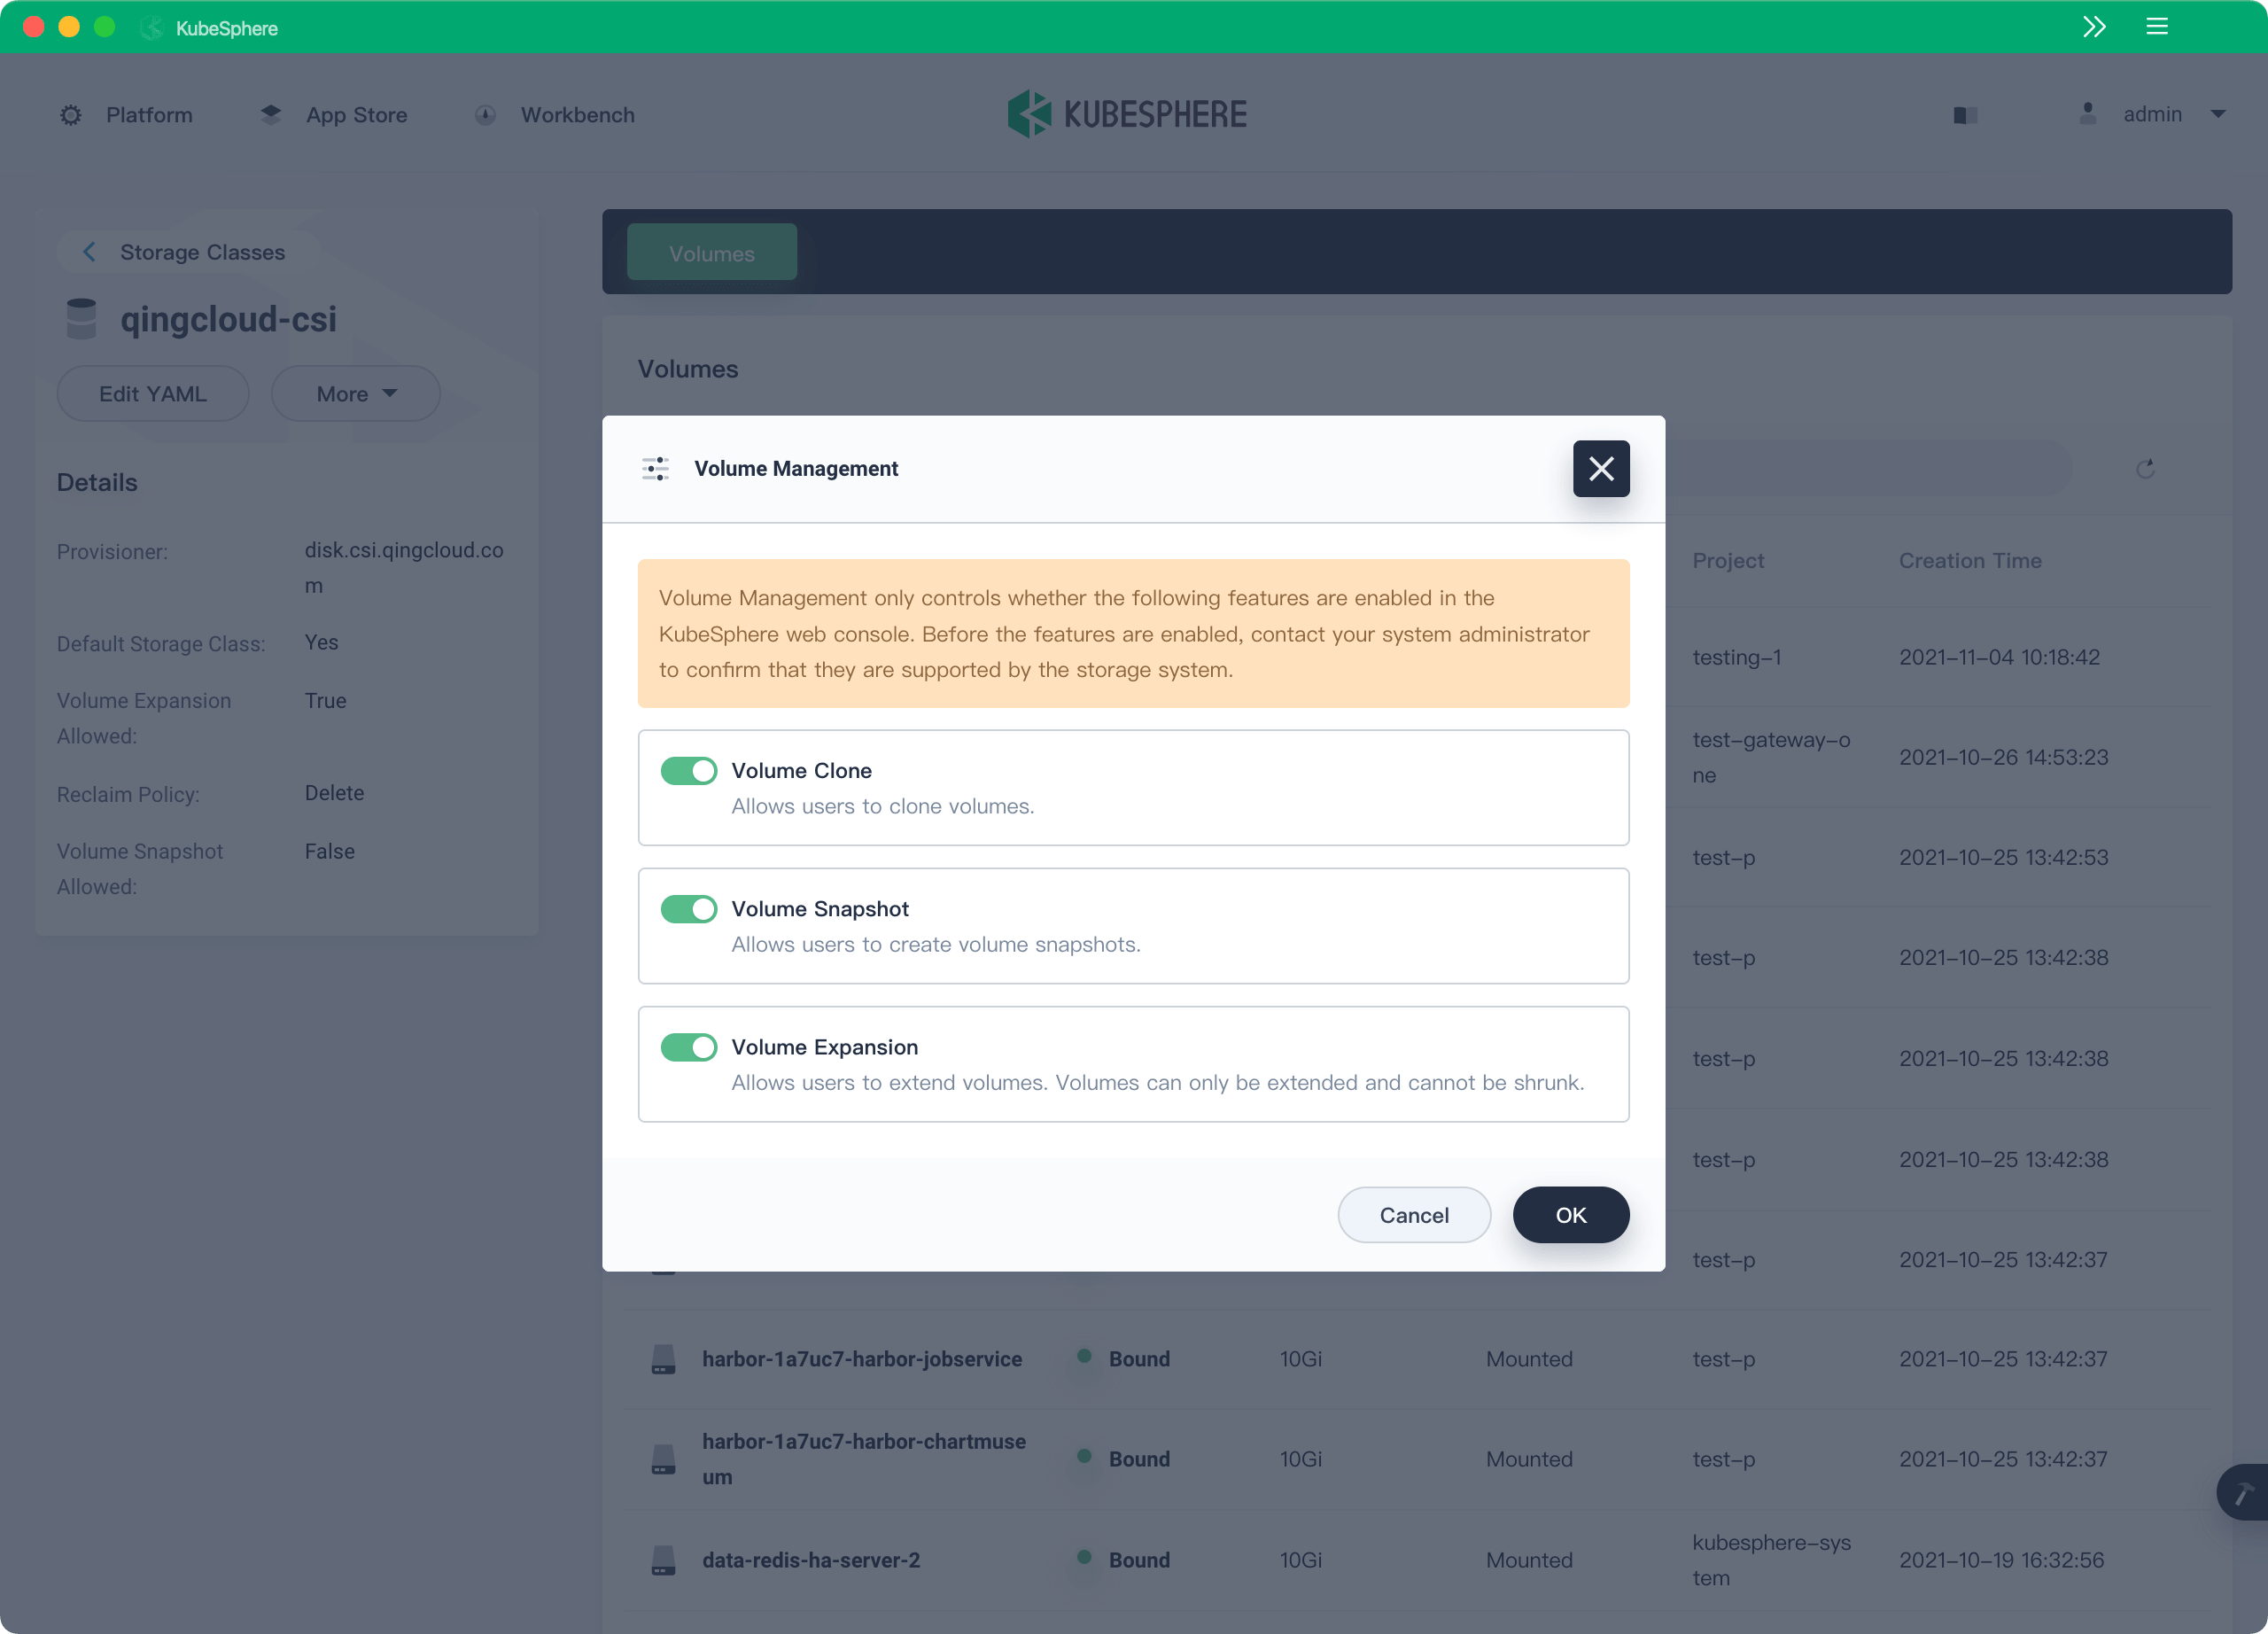 KubeSphere
Platform
App Store
Workbench
KUBESPHERE
admin
Storage Classes
qingcloud-csi
Edit YAML
More
Details
Provisioner:
disk.csi.qingcloud.co
m
Default Storage Class:
Yes
Volume Expansion
Allowed:
True
Reclaim Policy:
Delete
Volume Snapshot
Allowed:
False
Volumes
Volumes
Volume Management
Volume Management only controls whether the following features are enabled in the
KubeSphere web console. Before the features are enabled, contact your system administrator
to confirm that they are supported by the storage system.
Volume Clone
Allows users to clone volumes.
Volume Snapshot
Allows users to create volume snapshots.
Volume Expansion
Allows users to extend volumes. Volumes can only be extended and cannot be shrunk.
Cancel
OK
Project
Creation Time
testing-1
2021-11-04 10:18:42
test-gateway-o
ne
2021-10-26 14:53:23
test-p
2021-10-25 13:42:53
test-p
2021-10-25 13:42:38
test-p
2021-10-25 13:42:38
test-p
2021-10-25 13:42:38
test-p
2021-10-25 13:42:37
harbor-1a7uc7-harbor-jobservice
Bound
10Gi
Mounted
test-p
2021-10-25 13:42:37
harbor-1a7uc7-harbor-chartmuse
um
Bound
10Gi
Mounted
test-p
2021-10-25 13:42:37
data-redis-ha-server-2
Bound
10Gi
Mounted
kubesphere-sys
tem
2021-10-19 16:32:56